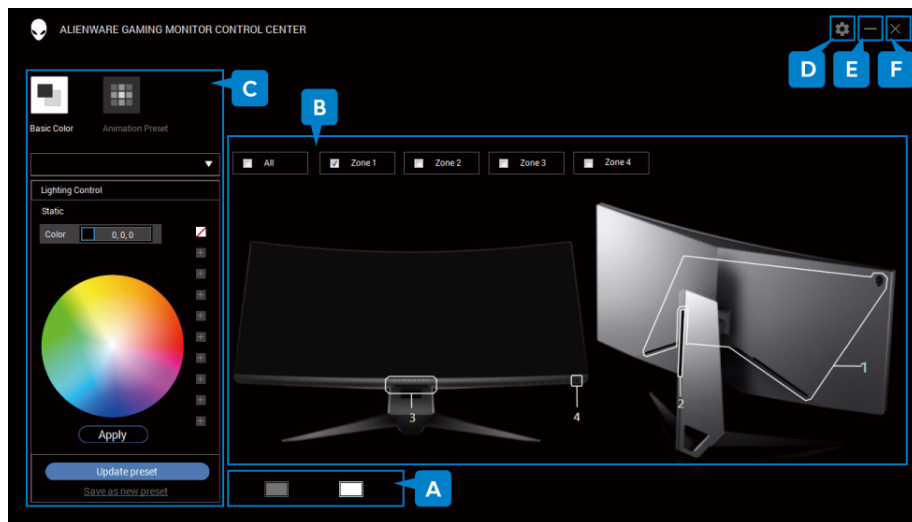 ALIENWARE GAMING MONITOR CONTROL CENTER
D
E
F
C
B
Basic Color
Animation Preset
All
Zone 1
Zone 2
Zone 3
Zone 4
Lighting Control
Static
Color
0, 0, 0
1
2
3
4
Apply
Update preset
Save as new preset
A